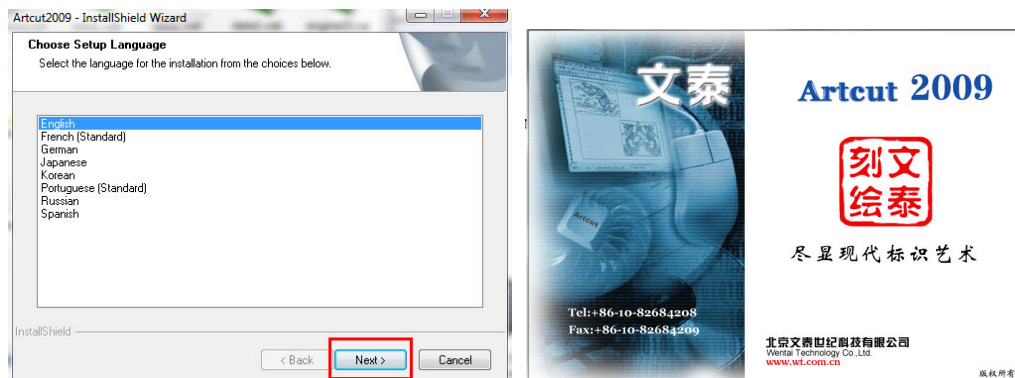 Artcut2009 - InstallShield Wizard
Choose Setup Language
Select the language for the installation from the choices below.
English
French (Standard)
German
Japanese
Korean
Portuguese (Standard)
Russian
Spanish
InstallShield
< Back
Next >
Cancel
文泰
Artcut
Tel:+86-10-82684208
Fax:+86-10-82684209
Artcut 2009
刻文
绘泰
尽显现代标识艺术
北京文泰世纪科技有限公司
Wentai Technology Co.,Ltd.
www.wt.com.cn
版权所有